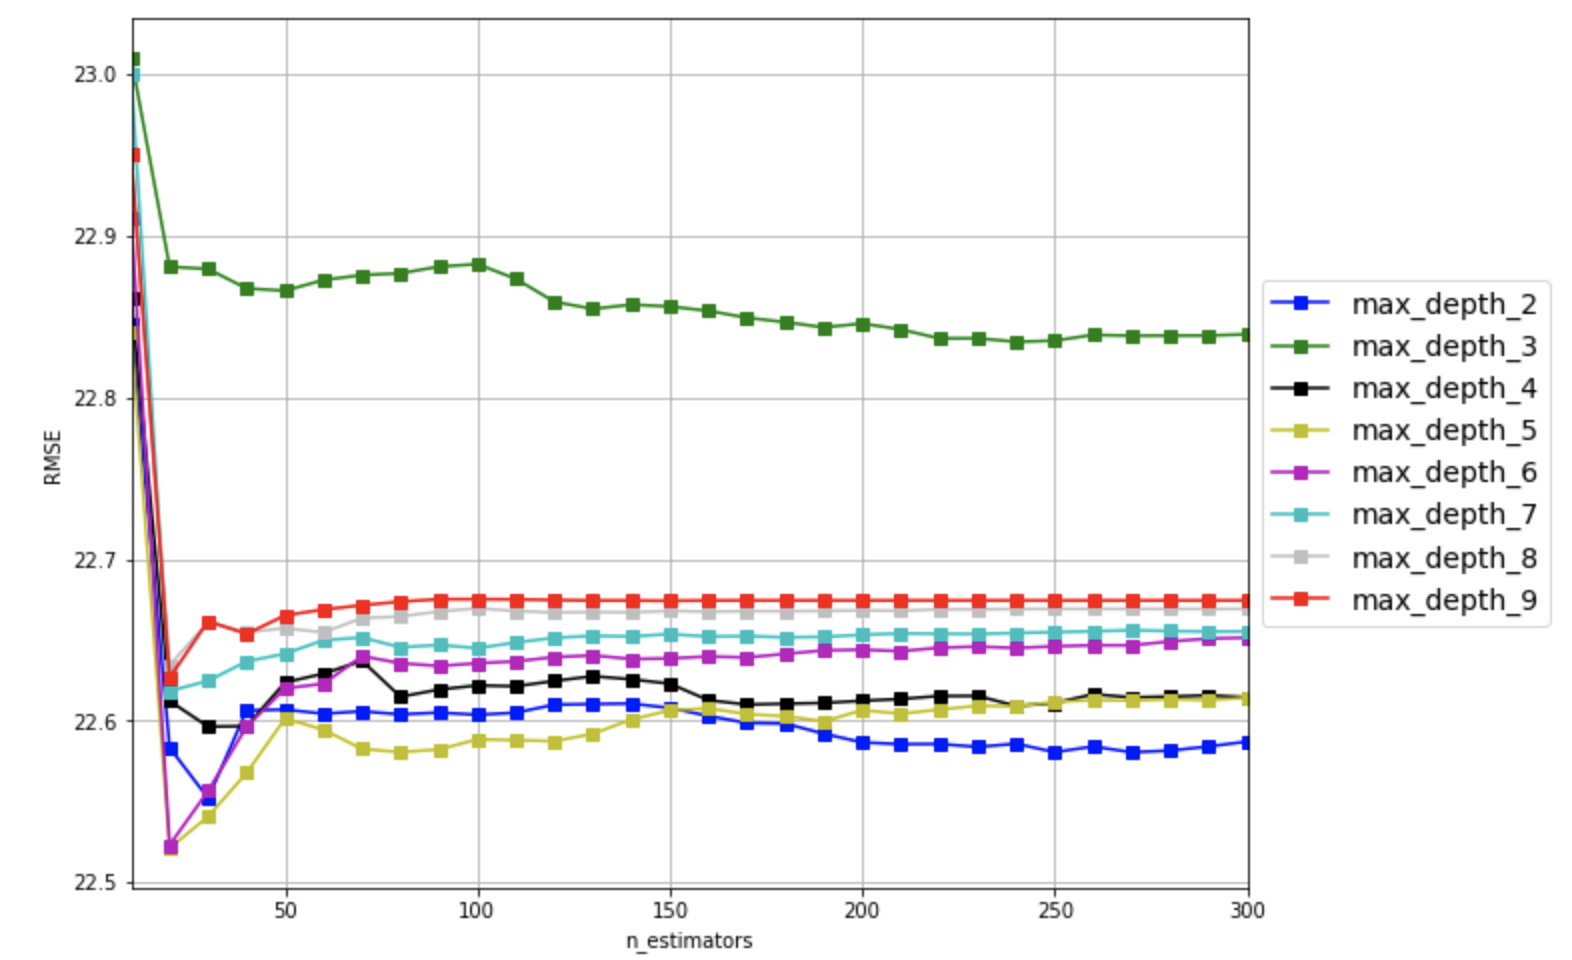 23.0
22.9
22.8
22.7
22.6
22.5
RMSE
50 100 150 200 250 300
n_estimators
max_depth_2
max_depth_3
max_depth_4
max_depth_5
max_depth_6
max_depth_7
max_depth_8
max_depth_9